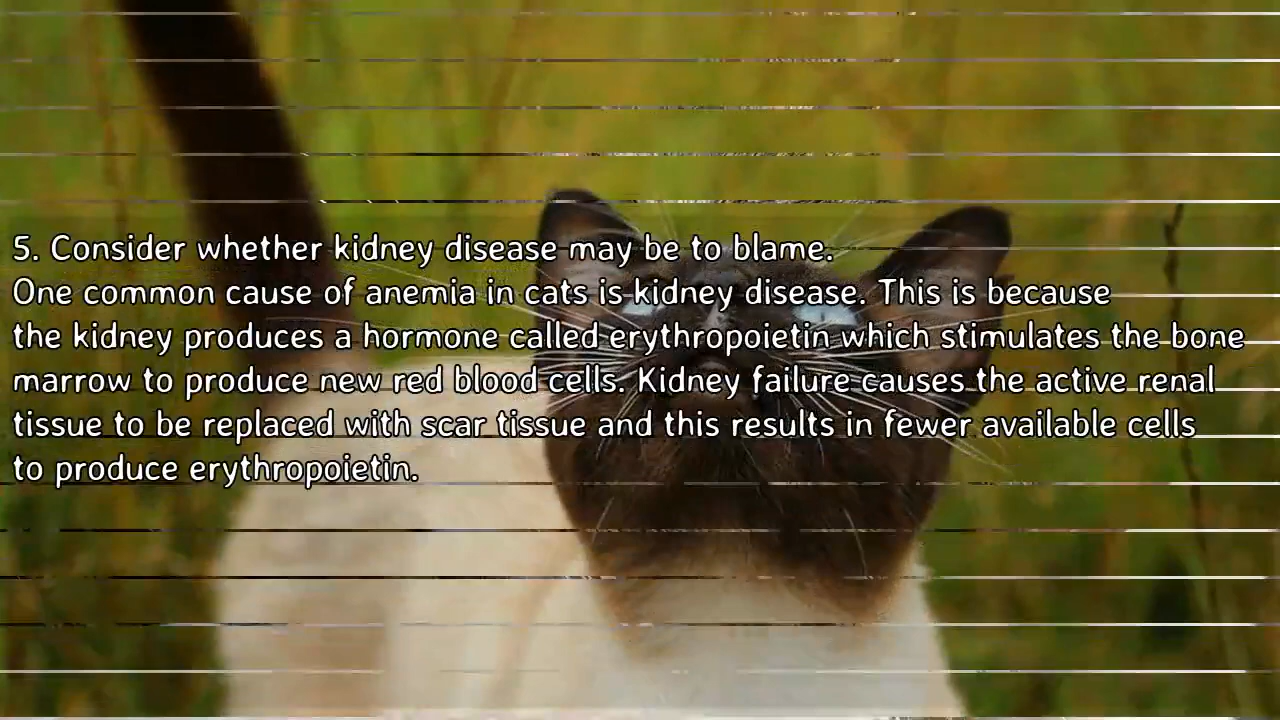 5. Consider whether kidney disease may be to blame.
One common cause of anemia in cats is kidney disease. This is because
the kidney produces a hormone called erythropoietin which stimulates the bone
marrow to produce new red blood cells. Kidney failure causes the active renal
tissue to be replaced with scar tissue and this results in fewer available cells
to produce erythropoietin.